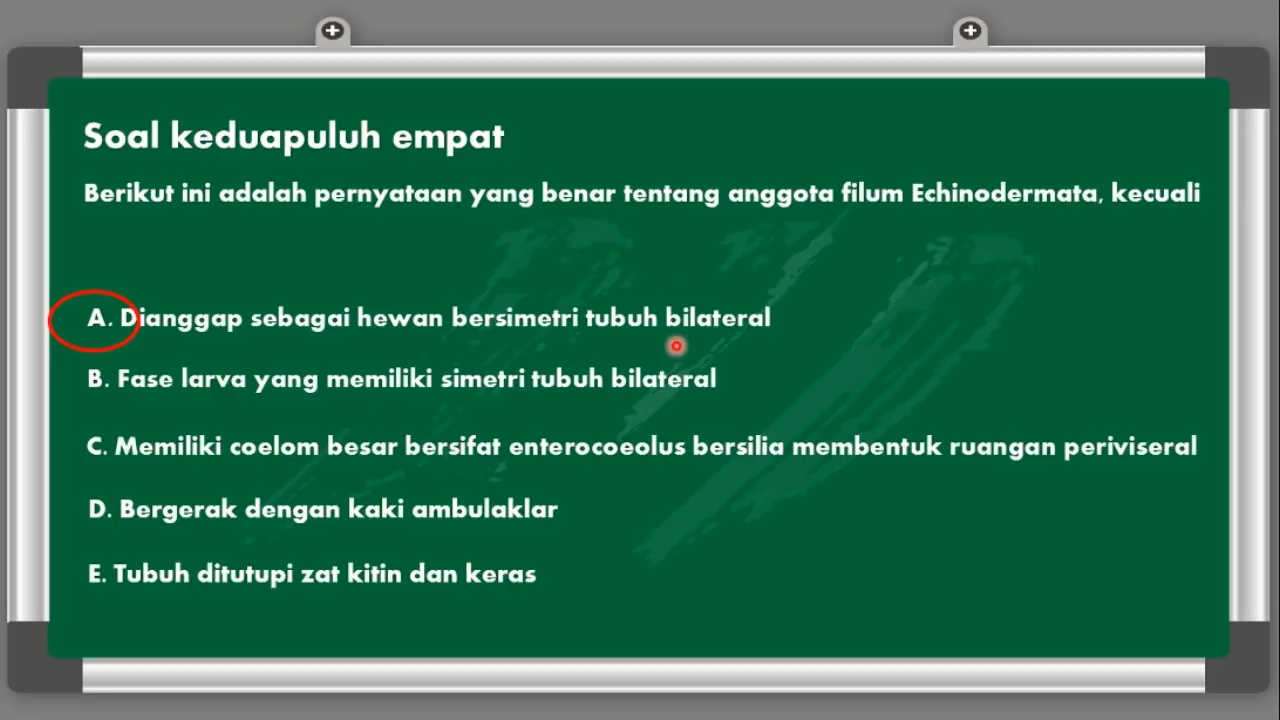 Soal keduapuluh empat
Berikut ini adalah pernyataan yang benar tentang anggota filum Echinodermata, kecuali
A. Dianggap sebagai hewan bersimetri tubuh bilateral
B. Fase larva yang memiliki simetri tubuh bilateral
C. Memiliki coelom besar bersifat enterocoeolus bersilia membentuk ruangan periviseral
D. Bergerak dengan kaki ambulaklar
E. Tubuh ditutupi zat kitin dan keras